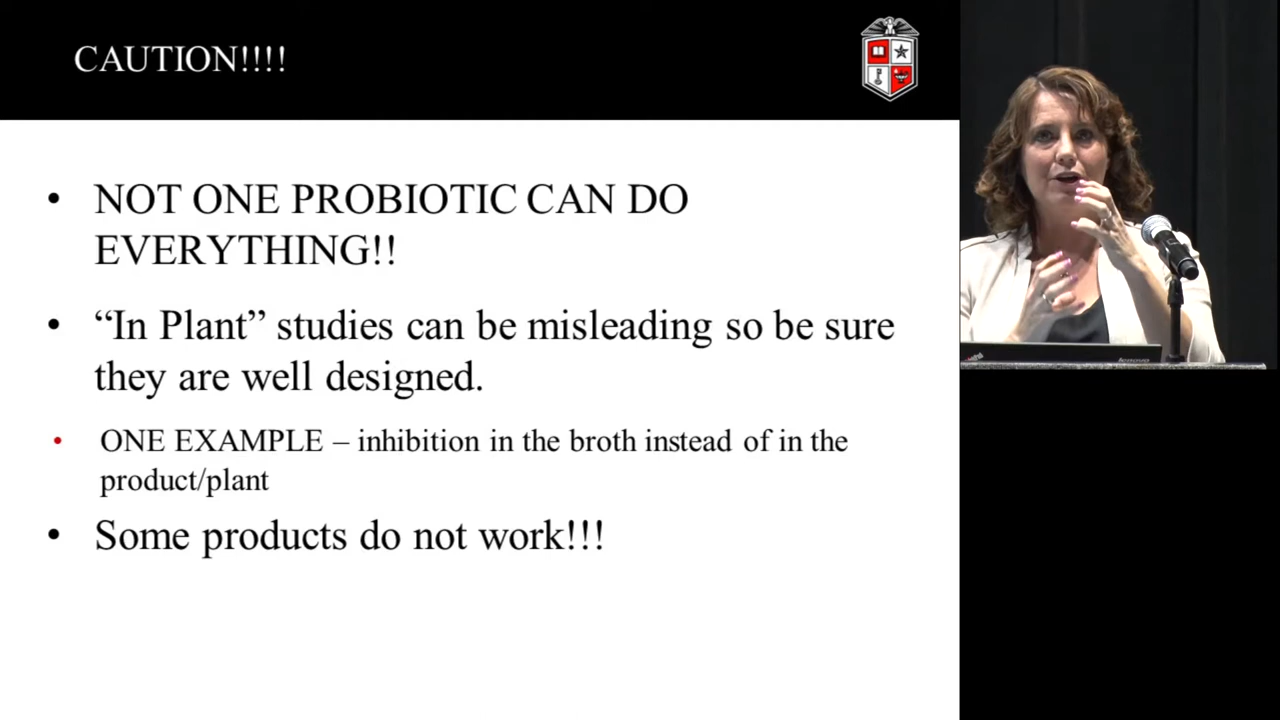 CAUTION!!!!
• NOT ONE PROBIOTIC CAN DO
EVERYTHING!!
• “In Plant” studies can be misleading so be sure
they are well designed.
• ONE EXAMPLE – inhibition in the broth instead of in the
product/plant
• Some products do not work!!!